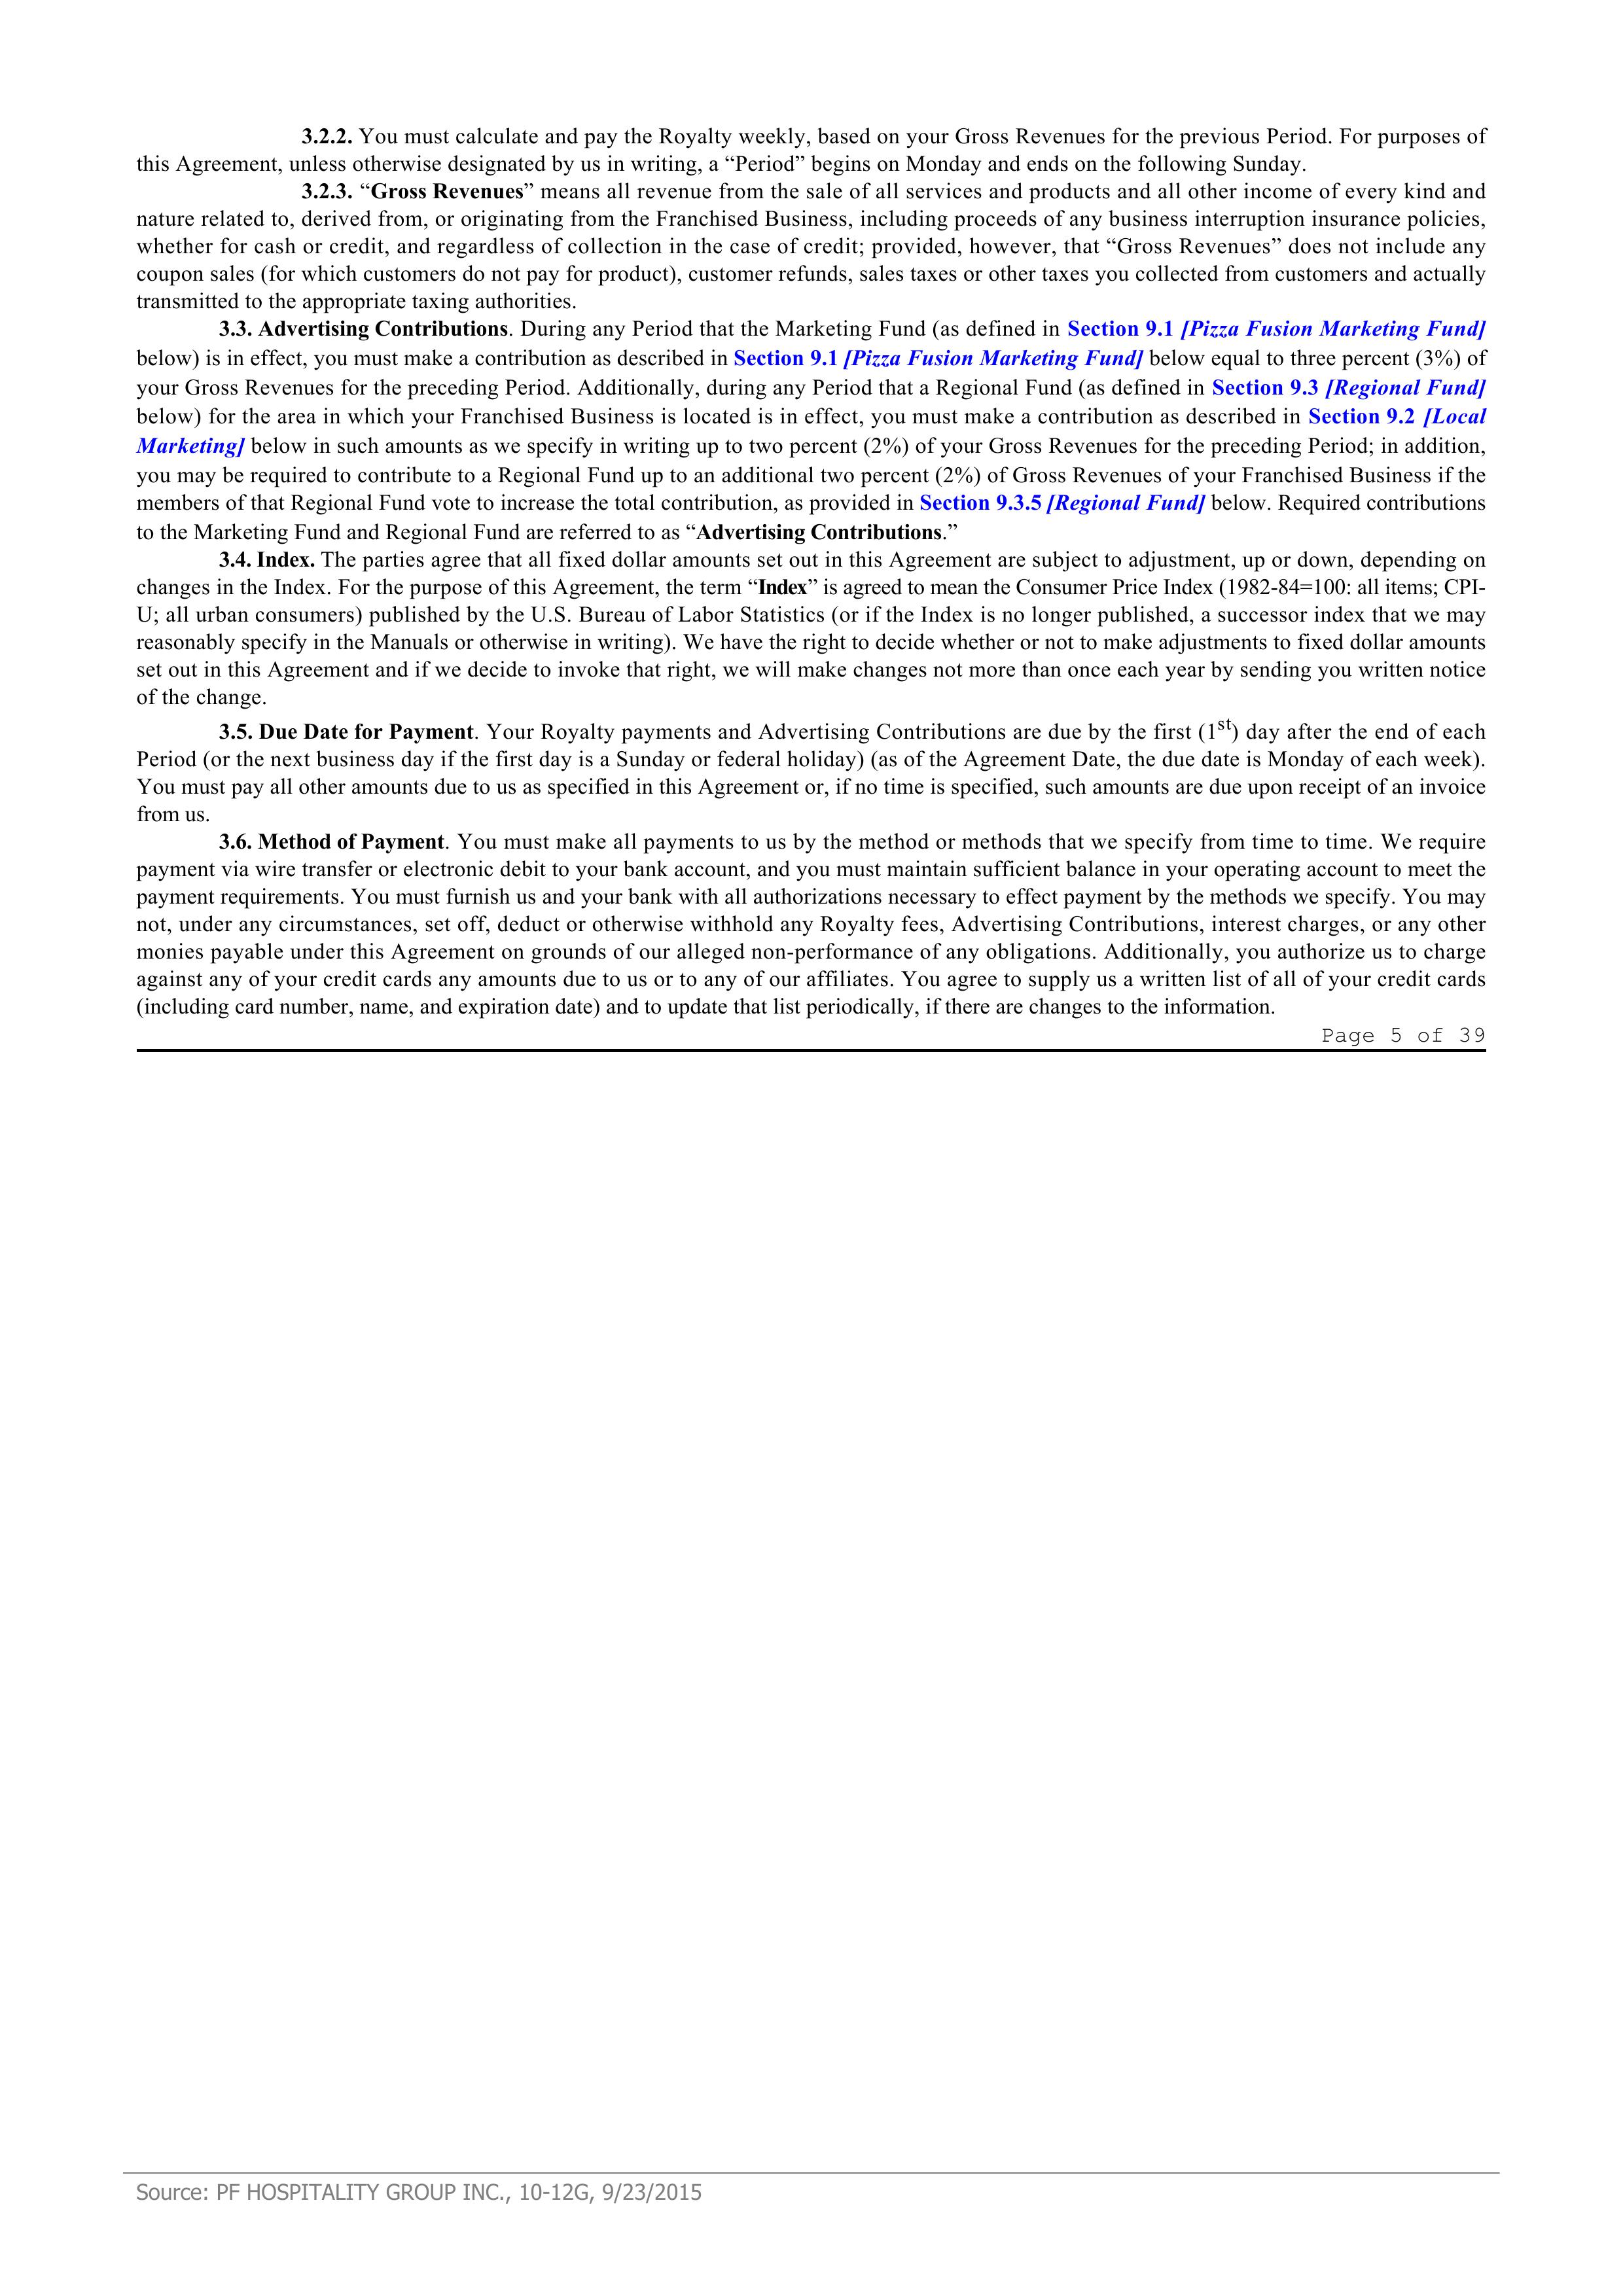 3.2.2. You must calculate and pay the Royalty weekly, based on your Gross Revenues for the previous Period. For purposes of
this Agreement, unless otherwise designated by us in writing, a “Period” begins on Monday and ends on the following Sunday.
3.2.3. “Gross Revenues” means all revenue from the sale of all services and products and all other income of every kind and
nature related to, derived from, or originating from the Franchised Business, including proceeds of any business interruption insurance policies,
whether for cash or credit, and regardless of collection in the case of credit; provided, however, that “Gross Revenues” does not include any
coupon sales (for which customers do not pay for product), customer refunds, sales taxes or other taxes you collected from customers and actually
transmitted to the appropriate taxing authorities.
3.3. Advertising Contributions. During any Period that the Marketing Fund (as defined in Section 9.1 [Pizza Fusion Marketing Fund]
below) is in effect, you must make a contribution as described in Section 9.1 [Pizza Fusion Marketing Fund] below equal to three percent (3%) of
your Gross Revenues for the preceding Period. Additionally, during any Period that a Regional Fund (as defined in Section 9.3 [Regional Fund]
below) for the area in which your Franchised Business is located is in effect, you must make a contribution as described in Section 9.2 [Local
Marketing] below in such amounts as we specify in writing up to two percent (2%) of your Gross Revenues for the preceding Period; in addition,
you may be required to contribute to a Regional Fund up to an additional two percent (2%) of Gross Revenues of your Franchised Business if the
members of that Regional Fund vote to increase the total contribution, as provided in Section 9.3.5 [Regional Fund] below. Required contributions
to the Marketing Fund and Regional Fund are referred to as “Advertising Contributions.”
3.4. Index. The parties agree that all fixed dollar amounts set out in this Agreement are subject to adjustment, up or down, depending on
changes in the Index. For the purpose of this Agreement, the term “Index” is agreed to mean the Consumer Price Index (1982-84=100: all items; CPI-
U; all urban consumers) published by the U.S. Bureau of Labor Statistics (or if the Index is no longer published, a successor index that we may
reasonably specify in the Manuals or otherwise in writing). We have the right to decide whether or not to make adjustments to fixed dollar amounts
set out in this Agreement and if we decide to invoke that right, we will make changes not more than once each year by sending you written notice
of the change.
3.5. Due Date for Payment. Your Royalty payments and Advertising Contributions are due by the first (1st) day after the end of each
Period (or the next business day if the first day is a Sunday or federal holiday) (as of the Agreement Date, the due date is Monday of each week).
You must pay all other amounts due to us as specified in this Agreement or, if no time is specified, such amounts are due upon receipt of an invoice
from us.
3.6. Method of Payment. You must make all payments to us by the method or methods that we specify from time to time. We require
payment via wire transfer or electronic debit to your bank account, and you must maintain sufficient balance in your operating account to meet the
payment requirements. You must furnish us and your bank with all authorizations necessary to effect payment by the methods we specify. You may
not, under any circumstances, set off, deduct or otherwise withhold any Royalty fees, Advertising Contributions, interest charges, or any other
monies payable under this Agreement on grounds of our alleged non-performance of any obligations. Additionally, you authorize us to charge
against any of your credit cards any amounts due to us or to any of our affiliates. You agree to supply us a written list of all of your credit cards
(including card number, name, and expiration date) and to update that list periodically, if there are changes to the information.
Page 5 of 39
Source: PF HOSPITALITY GROUP INC., 10-12G, 9/23/2015